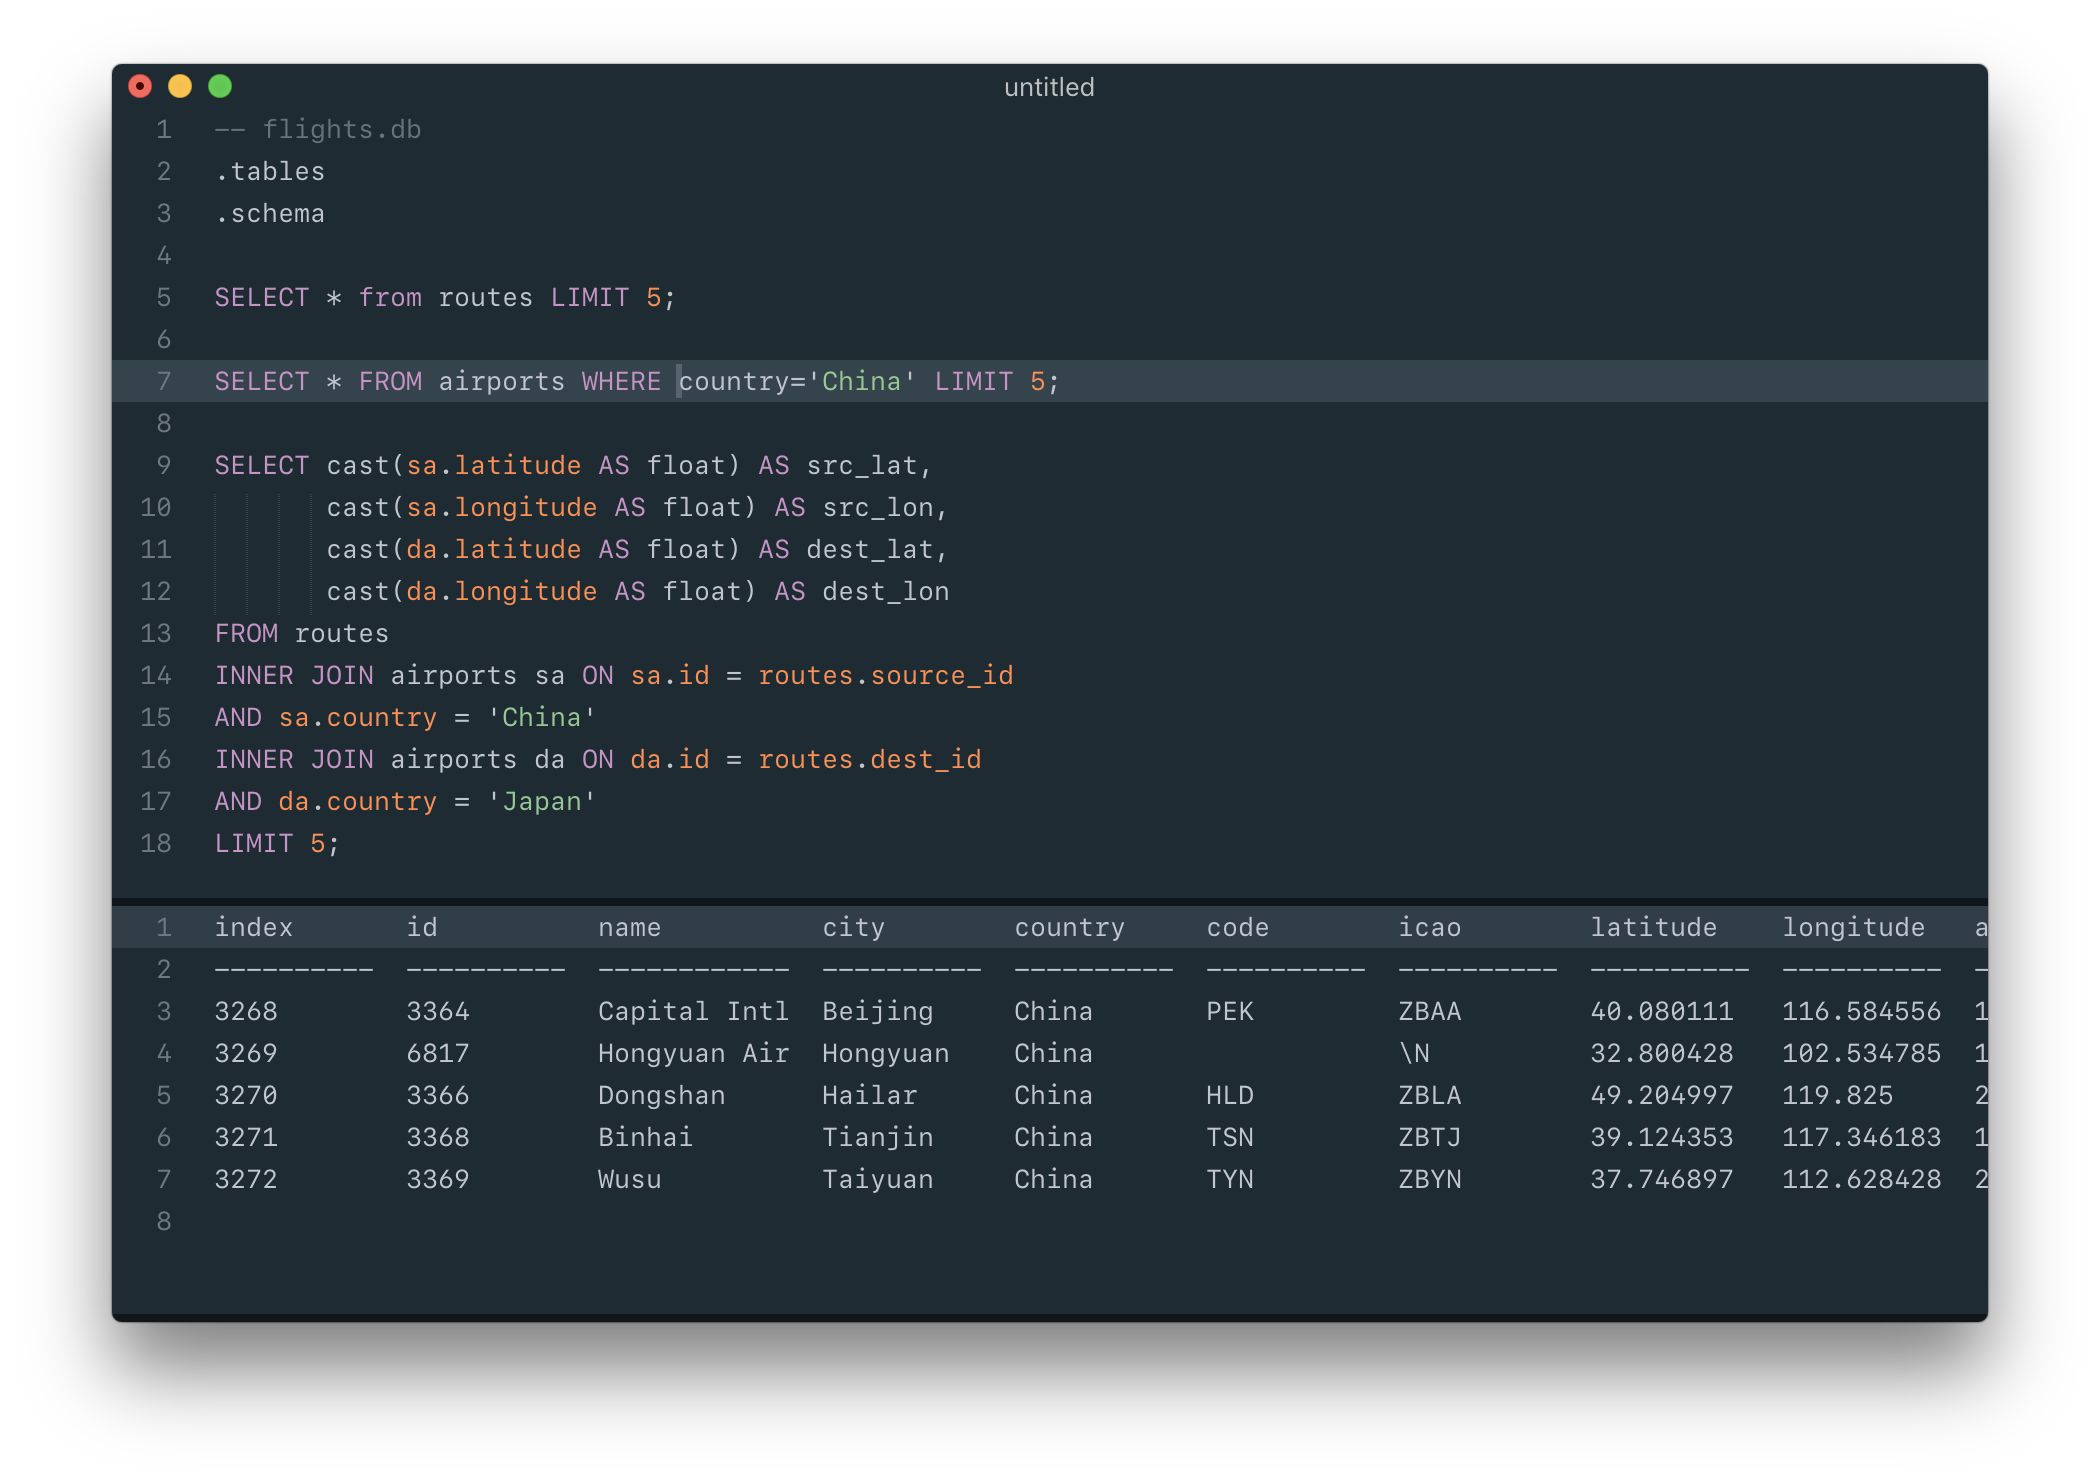 untitled
1 -- flights.db
2 .tables
3 .schema
4
5 SELECT * from routes LIMIT 5;
6
7 SELECT * FROM airports WHERE country='China' LIMIT 5;
8
9 SELECT cast(sa.latitude AS float) AS src_lat,
10 cast(sa.longitude AS float) AS src_lon,
11 cast(da.latitude AS float) AS dest_lat,
12 cast(da.longitude AS float) AS dest_lon
13 FROM routes
14 INNER JOIN airports sa ON sa.id = routes.source_id
15 AND sa.country = 'China'
16 INNER JOIN airports da ON da.id = routes.dest_id
17 AND da.country = 'Japan'
18 LIMIT 5;
1 index id name city country code icao latitude longitude a
2 ---------- ---------- ------------ ---------- ---------- ---------- ---------- ---------- ---------- -
3 3268 3364 Capital Intl Beijing China PEK ZBAA 40.080111 116.584556 1
4 3269 6817 Hongyuan Air Hongyuan China \N 32.800428 102.534785 1
5 3270 3366 Dongshan Hailar China HLD ZBLA 49.204997 119.825 2
6 3271 3368 Binhai Tianjin China TSN ZBTJ 39.124353 117.346183 1
7 3272 3369 Wusu Taiyuan China TYN ZBYN 37.746897 112.628428 2
8